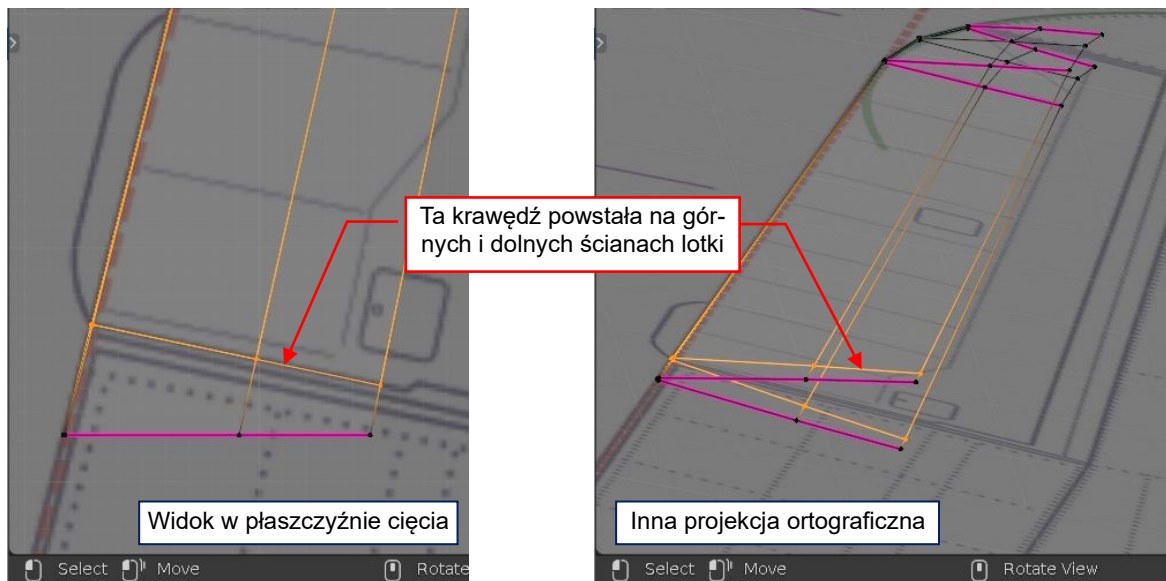 Ta krawędź powstała na gór-
nych i dolnych ścianach lotki
Widok w płaszczyźnie cięcia
Inna projekcja ortograficzna
Select Move Rotate
Select Move Rotate View